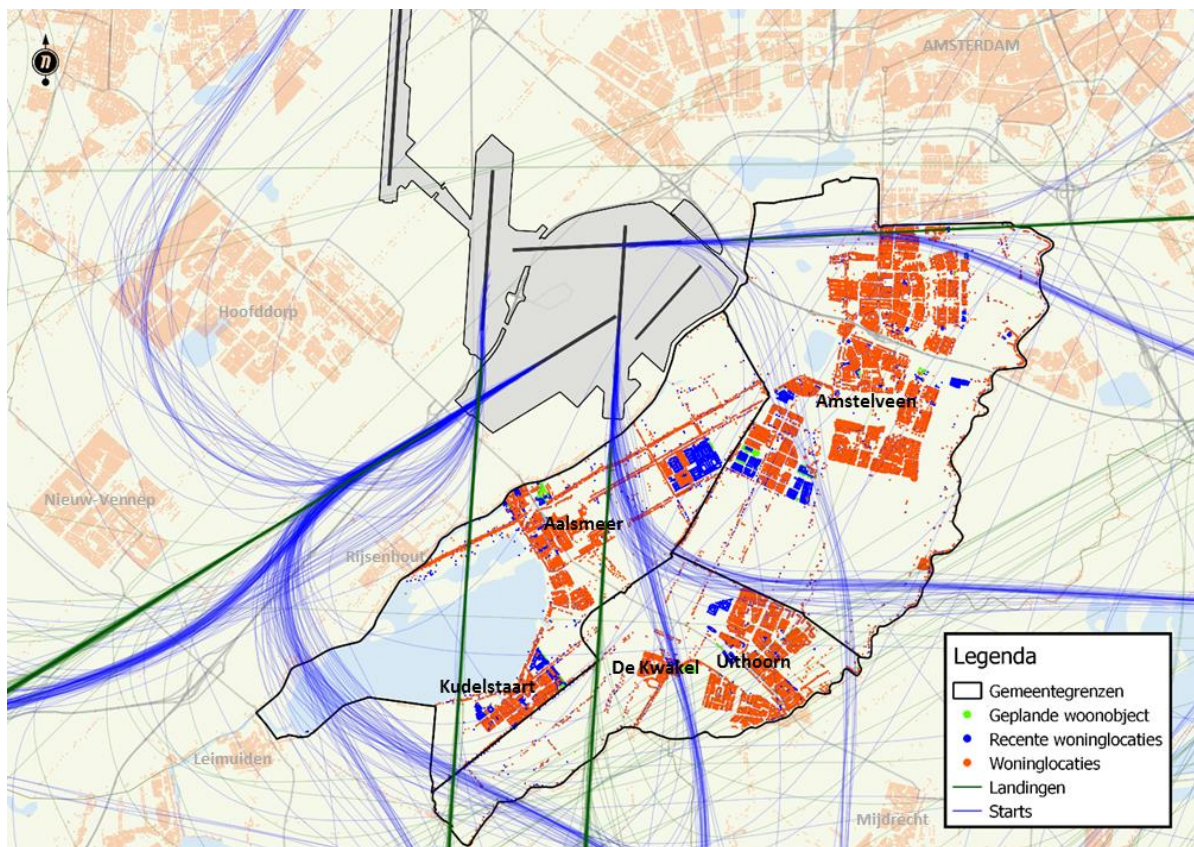 n
AMSTERDAM
Hoofddorp
Amstelveen
Nieuw-Vennep
Aalsmeer
Rijsenhout
De Kwakel
Uithoorn
Kudelstaart
Leimuiden
Mijdrecht
Legenda
Gemeentegrenzen
Geplande woonobject
Recente woninglocaties
Woninglocaties
Landingen
Starts